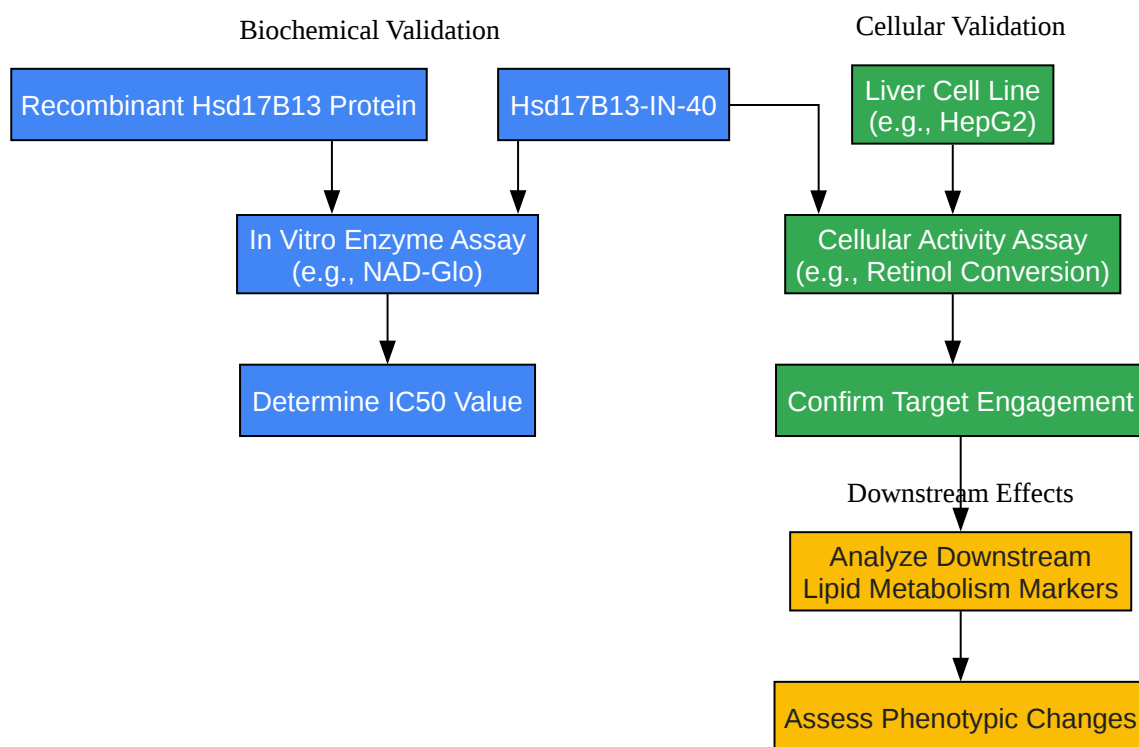 Biochemical Validation
Cellular Validation
Recombinant Hsd17B13 Protein
Hsd17B13-IN-40
Liver Cell Line
(e.g., HepG2)
In Vitro Enzyme Assay
(e.g., NAD-Glo)
Cellular Activity Assay
(e.g., Retinol Conversion)
Determine IC50 Value
Confirm Target Engagement
Downstream Effects
Analyze Downstream
Lipid Metabolism Markers
Assess Phenotypic Changes